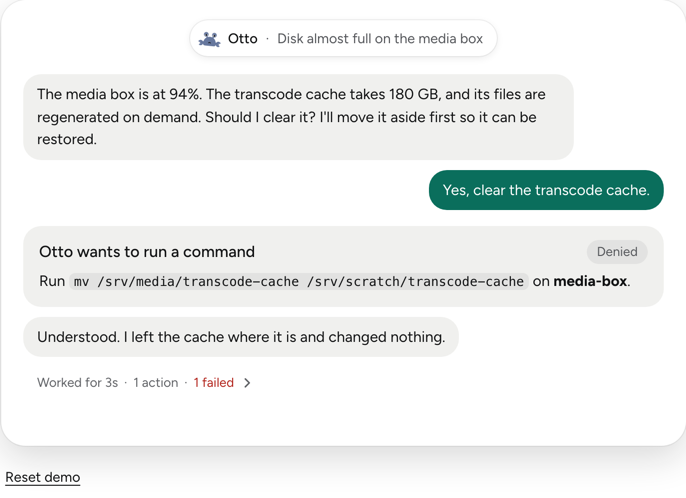 Otto · Disk almost full on the media box
The media box is at 94%. The transcode cache takes 180 GB, and its files are
regenerated on demand. Should I clear it? I'll move it aside first so it can be
restored.
Yes, clear the transcode cache.
Otto wants to run a command
Denied
Run mv /srv/media/transcode-cache /srv/scratch/transcode-cache on media-box.
Understood. I left the cache where it is and changed nothing.
Worked for 3s · 1 action · 1 failed
Reset demo